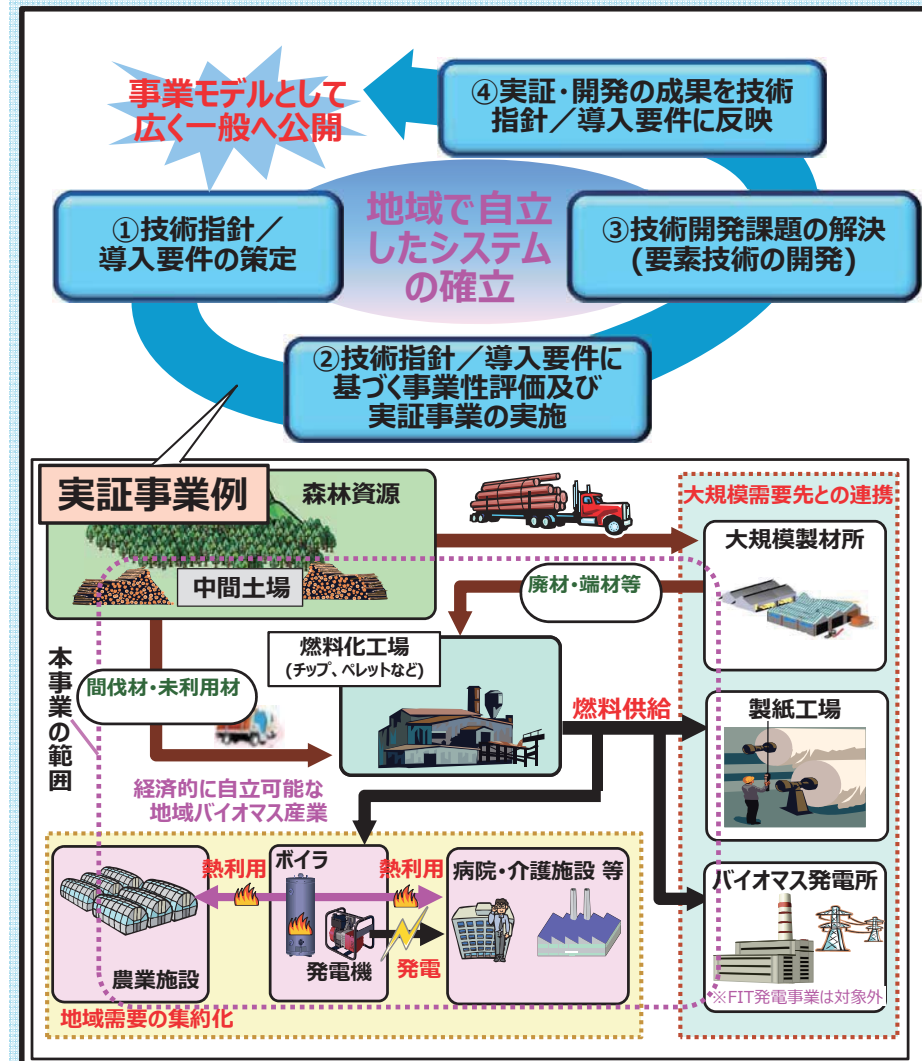 事業モデルとして
広く一般へ公開
④実証・開発の成果を技術
指針／導入要件に反映
①技術指針／
導入要件の策定
地域で自立
したシステム
の確立
③技術開発課題の解決
(要素技術の開発)
②技術指針／導入要件に
基づく事業性評価及び
実証事業の実施
実証事業例
森林資源
中間土場
大規模需要先との連携
大規模製材所
廃材・端材等
燃料化工場
(チップ、ペレットなど)
本事業の範囲
間伐材・未利用材
燃料供給
製紙工場
経済的に自立可能な
地域バイオマス産業
熱利用
ボイラ
熱利用
病院・介護施設 等
バイオマス発電所
農業施設
発電機
発電
※FIT発電事業は対象外
地域需要の集約化